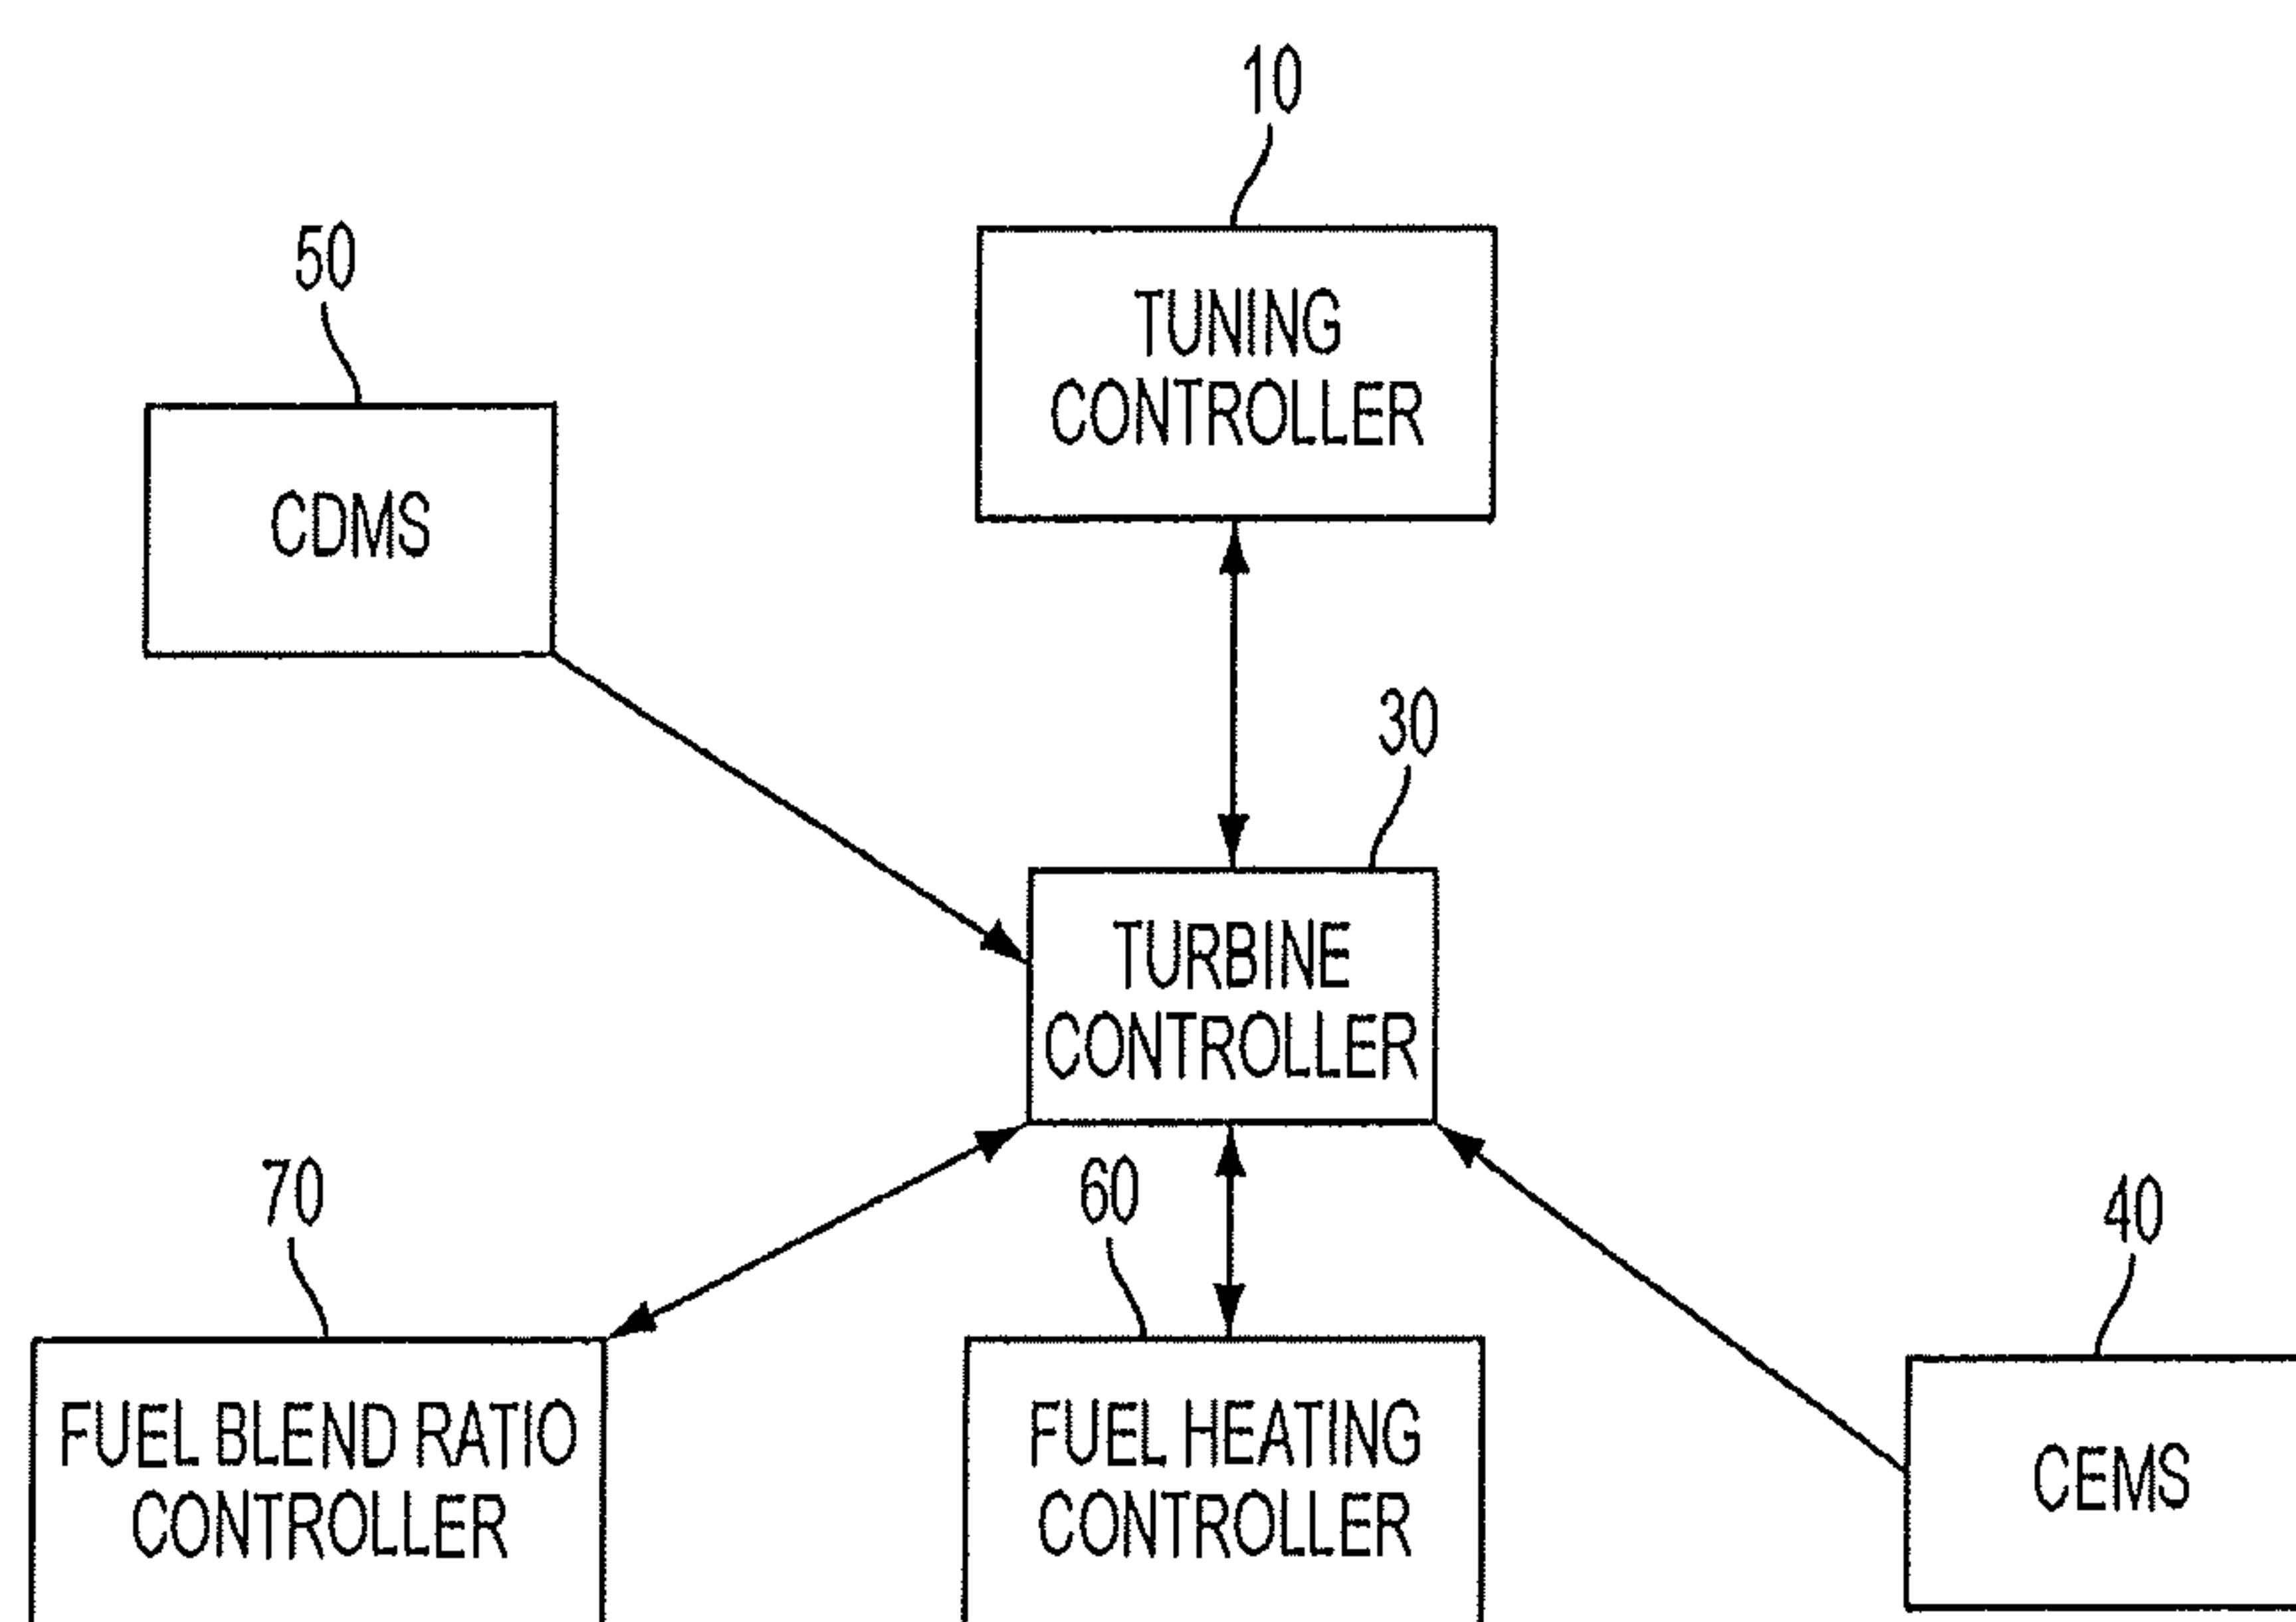 10
50
TUNING
CONTROLLER
CDMS
30
TURBINE
CONTROLLER
70
60
40
FUEL BLEND RATIO
CONTROLLER
FUEL HEATING
CONTROLLER
CEMS